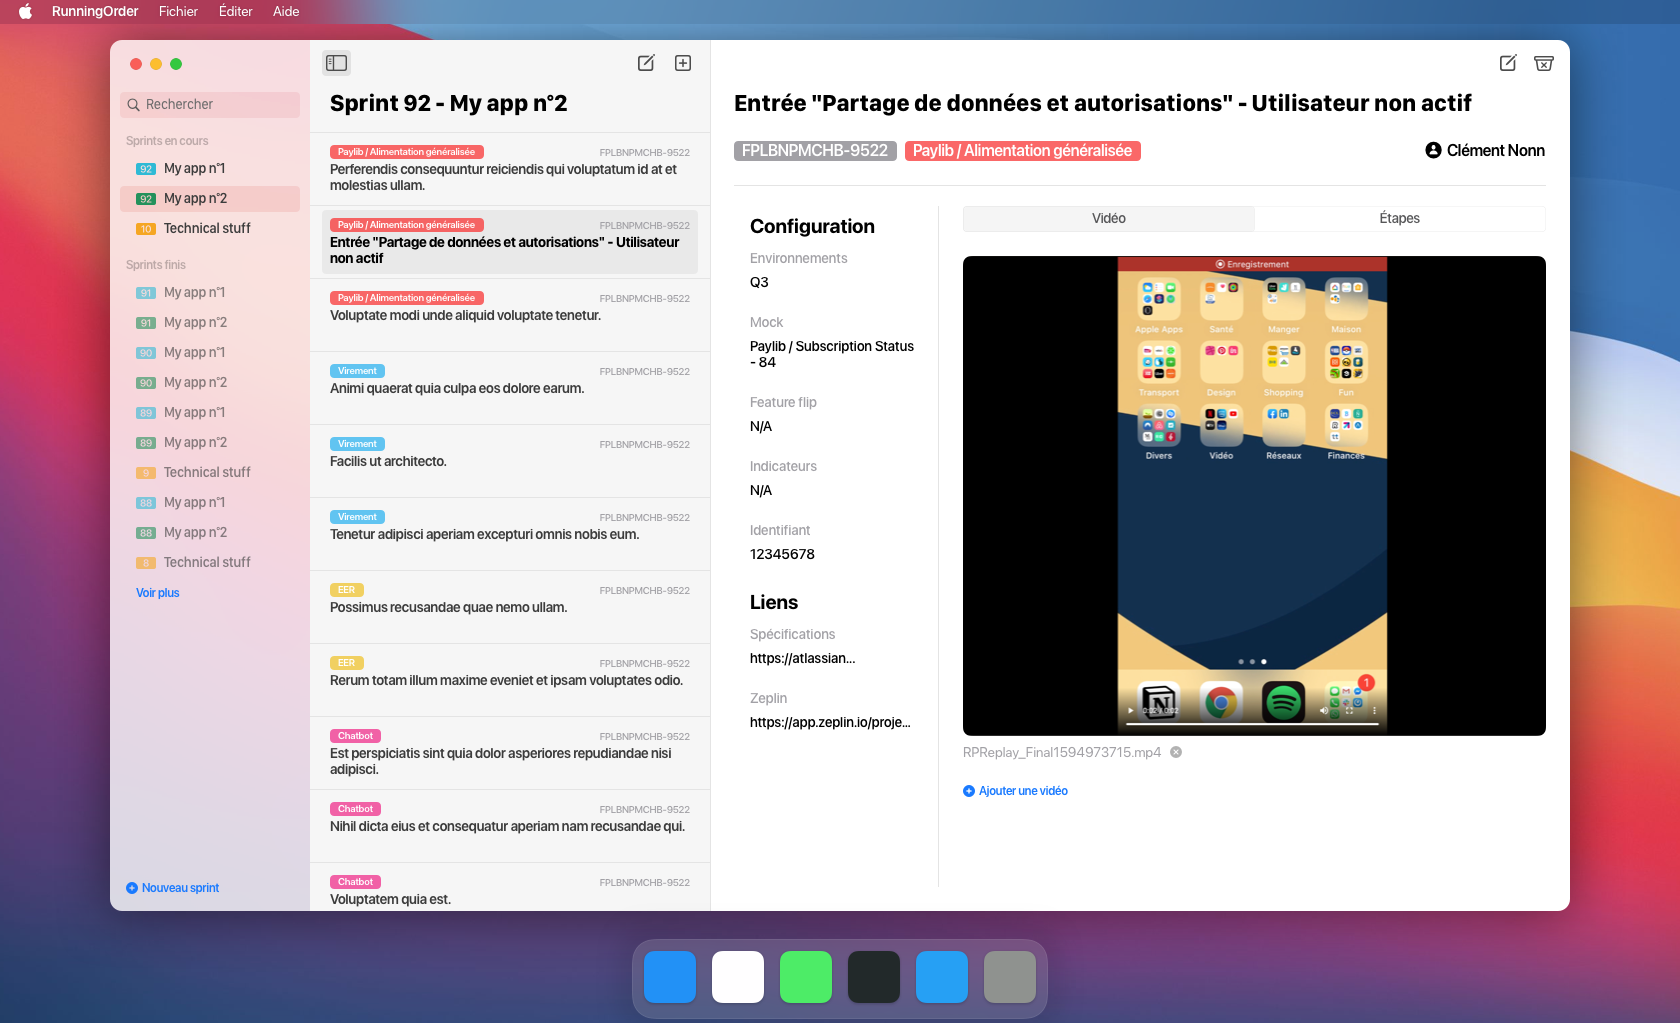 RunningOrder Fichier Éditer Aide
Rechercher
Sprints en cours
92 My app n°1
92 My app n°2
10 Technical stuff
Sprints finis
91 My app n°1
91 My app n°2
90 My app n°1
90 My app n°2
89 My app n°1
89 My app n°2
9 Technical stuff
88 My app n°1
88 My app n°2
8 Technical stuff
Voir plus
Nouveau sprint
Sprint 92 - My app n°2
Paylib / Alimentation généralisée FPLBNPMCHB-9522
Perferendis consequuntur reiciendis qui voluptatum id at et
molestias ullam.
Paylib / Alimentation généralisée FPLBNPMCHB-9522
Entrée "Partage de données et autorisations" - Utilisateur
non actif
Paylib / Alimentation généralisée FPLBNPMCHB-9522
Voluptate modi unde aliquid voluptate tenetur.
Virement FPLBNPMCHB-9522
Animi quaerat quia culpa eos dolore earum.
Virement FPLBNPMCHB-9522
Facilis ut architecto.
Virement FPLBNPMCHB-9522
Tenetur adipisci aperiam excepturi omnis nobis eum.
EER FPLBNPMCHB-9522
Possimus recusandae quae nemo ullam.
EER FPLBNPMCHB-9522
Rerum totam illum maxime eveniet et ipsam voluptates odio.
Chatbot FPLBNPMCHB-9522
Est perspiciatis sint quia dolor asperiores repudiandae nisi
adipisci.
Chatbot FPLBNPMCHB-9522
Nihil dicta eius et consequatur aperiam nam recusandae qui.
Chatbot FPLBNPMCHB-9522
Voluptatem quia est.
Entrée "Partage de données et autorisations" - Utilisateur non actif
FPLBNPMCHB-9522 Paylib / Alimentation généralisée Clément Nonn
Configuration
Environnements
Q3
Mock
Paylib / Subscription Status
- 84
Feature flip
N/A
Indicateurs
N/A
Identifiant
12345678
Liens
Spécifications
https://atlassian...
Zeplin
https://app.zeplin.io/proje...
Vidéo Étapes
Enregistrement
Apple Apps Santé Manger Maison
Transport Design Shopping Fun
Divers Vidéo Réseaux Finances
1
0:02 / 0:02
RPReplay_Final1594973715.mp4
Ajouter une vidéo